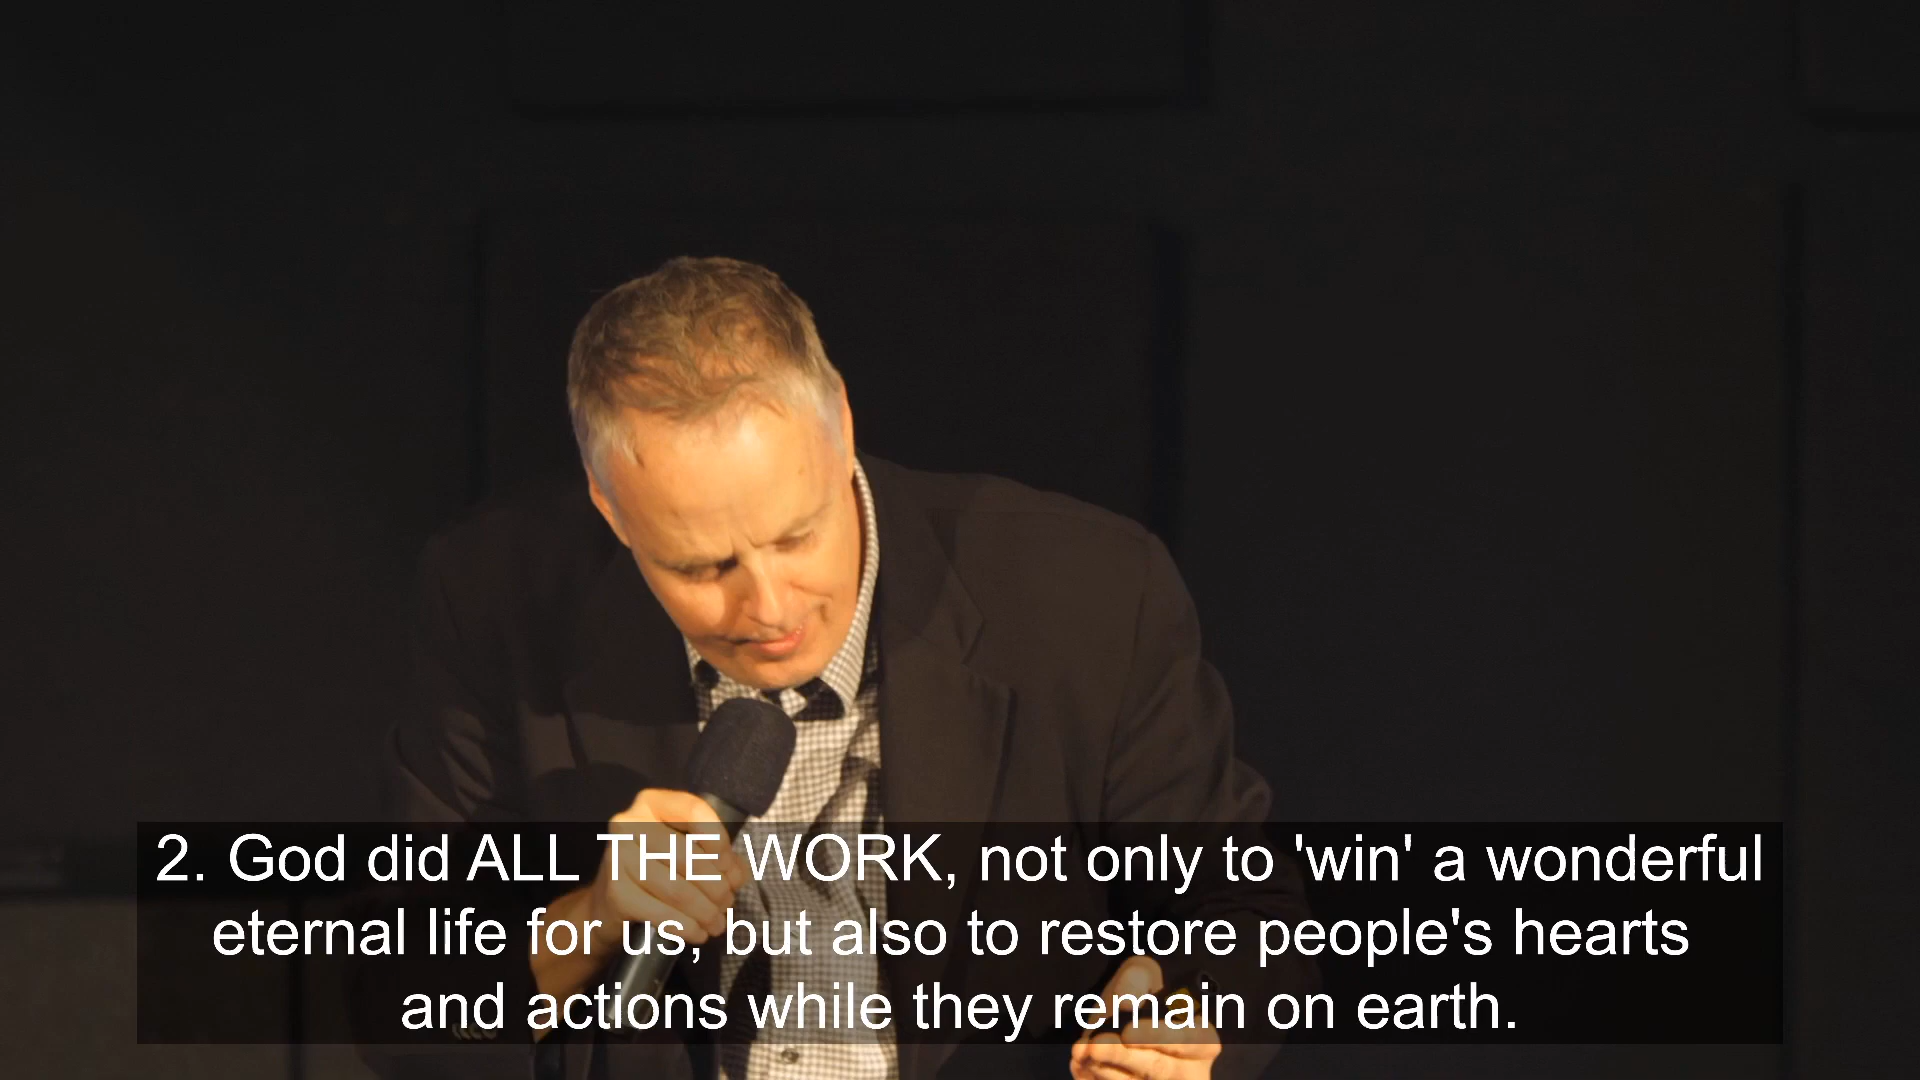 2. God did ALL THE WORK, not only to 'win' a wonderful
eternal life for us, but also to restore people's hearts
and actions while they remain on earth.